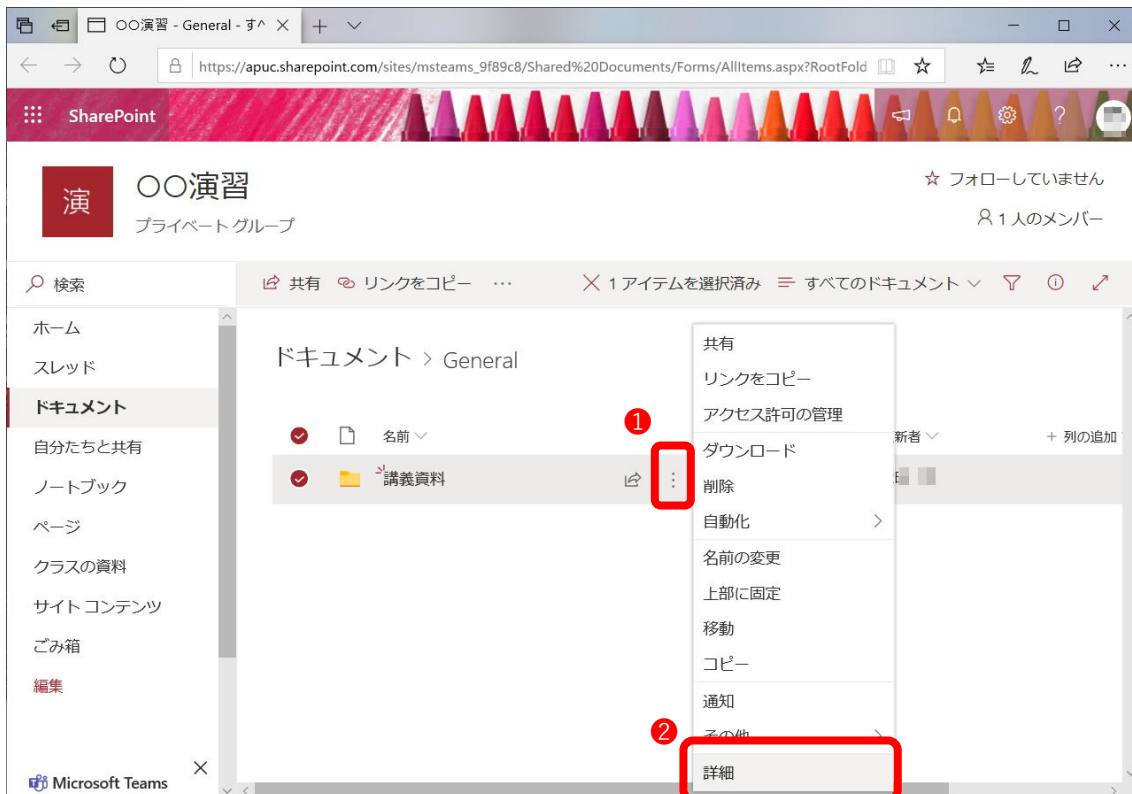 〇〇演習 - General - すべ
https://apuc.sharepoint.com/sites/msteams_9f89c8/Shared%20Documents/Forms/AllItems.aspx?RootFold
SharePoint
演
〇〇演習
プライベート グループ
フォローしていません
1 人のメンバー
検索
共有 リンクをコピー … 1 アイテムを選択済み すべてのドキュメント
ホーム
スレッド
ドキュメント
自分たちと共有
ノートブック
ページ
クラスの資料
サイト コンテンツ
ごみ箱
編集
Microsoft Teams
ドキュメント > General
名前
新者
+ 列の追加
講義資料
1
共有
リンクをコピー
アクセス許可の管理
ダウンロード
削除
自動化
名前の変更
上部に固定
移動
コピー
通知
その他
2
詳細